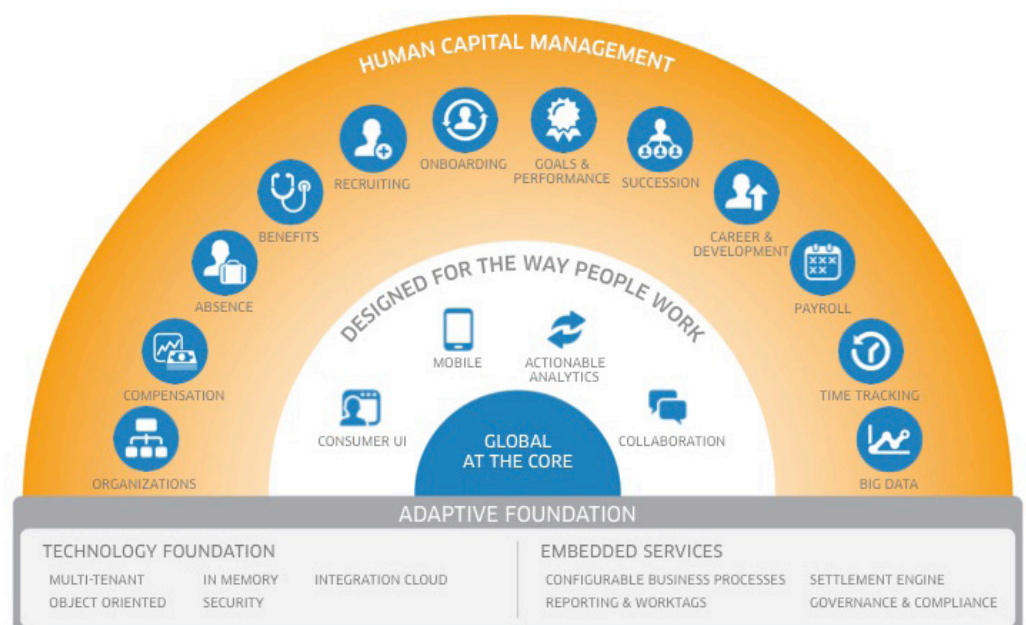 HUMAN CAPITAL MANAGEMENT
ORGANIZATIONS
COMPENSATION
ABSENCE
BENEFITS
RECRUITING
ONBOARDING
GOALS &
PERFORMANCE
SUCCESSION
CAREER &
DEVELOPMENT
PAYROLL
TIME TRACKING
BIG DATA
DESIGNED FOR THE WAY PEOPLE WORK
CONSUMER UI
MOBILE
ACTIONABLE
ANALYTICS
COLLABORATION
GLOBAL
AT THE CORE
ADAPTIVE FOUNDATION
TECHNOLOGY FOUNDATION
MULTI-TENANT IN MEMORY INTEGRATION CLOUD
OBJECT ORIENTED SECURITY
EMBEDDED SERVICES
CONFIGURABLE BUSINESS PROCESSES SETTLEMENT ENGINE
REPORTING & WORKTAGS GOVERNANCE & COMPLIANCE